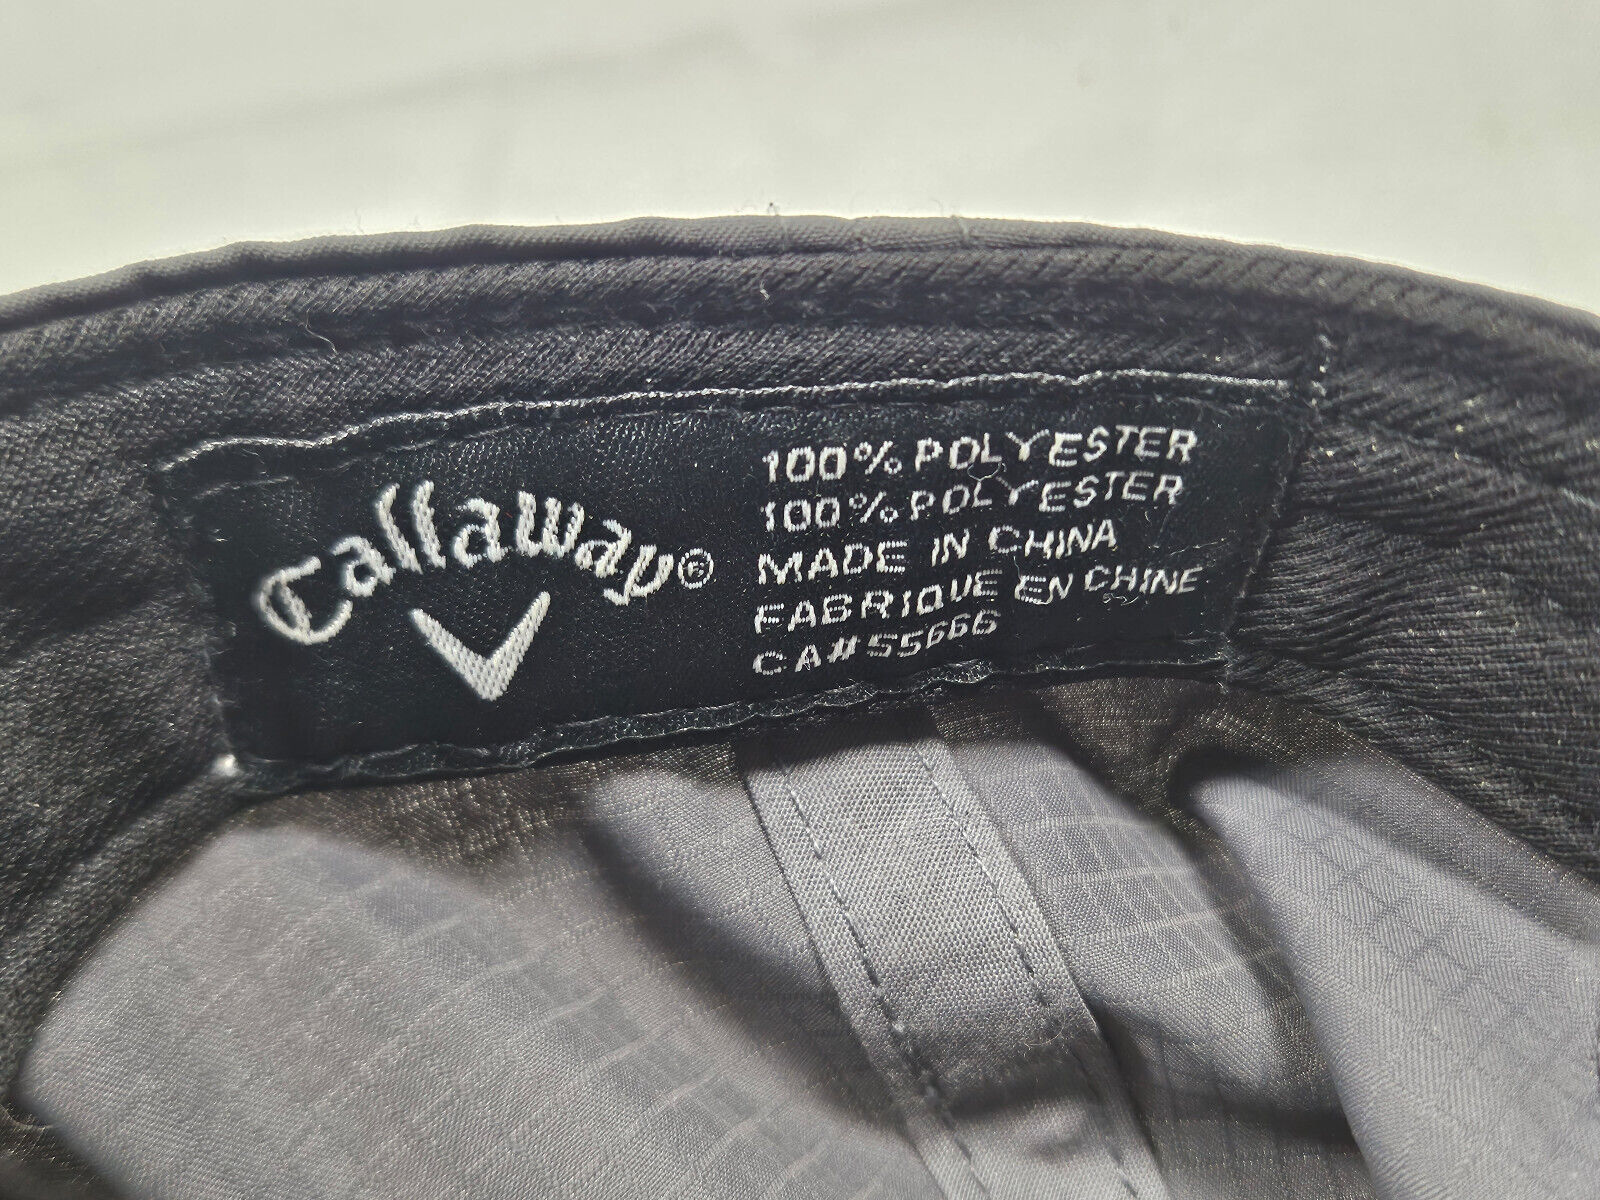 Callaway®
100% POLYESTER
100% POLYESTER
MADE IN CHINA
FABRIQUE EN CHINE
CA#55666